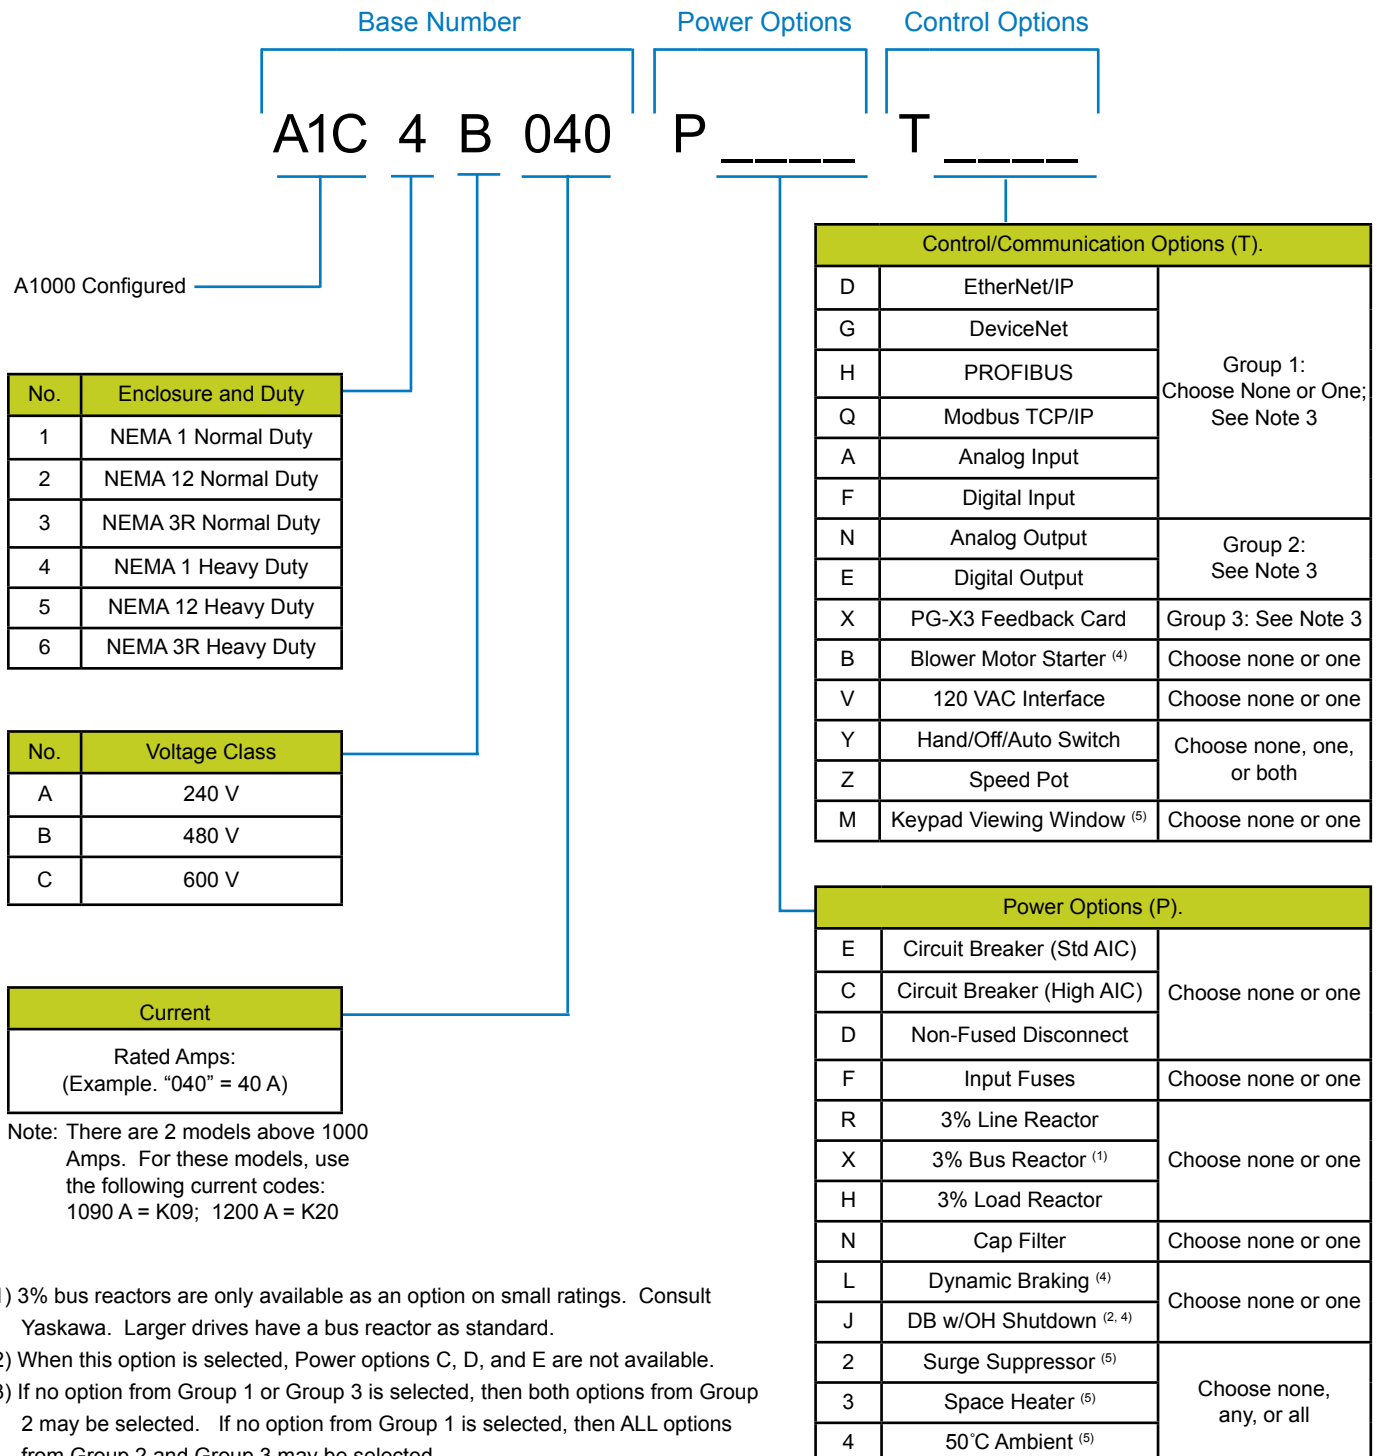 Base Number Power Options Control Options
A1C 4 B 040 P _ _ _ _ T _ _ _ _
A1000 Configured
No. Enclosure and Duty
1 NEMA 1 Normal Duty
2 NEMA 12 Normal Duty
3 NEMA 3R Normal Duty
4 NEMA 1 Heavy Duty
5 NEMA 12 Heavy Duty
6 NEMA 3R Heavy Duty
No. Voltage Class
A 240 V
B 480 V
C 600 V
Current
Rated Amps:
(Example. “040” = 40 A)
Note: There are 2 models above 1000
Amps. For these models, use
the following current codes:
1090 A = K09; 1200 A = K20
Control/Communication Options (T).
D EtherNet/IP
G DeviceNet
H PROFIBUS
Q Modbus TCP/IP
A Analog Input
F Digital Input
Group 1:
Choose None or One;
See Note 3
N Analog Output
E Digital Output
Group 2:
See Note 3
X PG-X3 Feedback Card Group 3: See Note 3
B Blower Motor Starter (4) Choose none or one
V 120 VAC Interface Choose none or one
Y Hand/Off/Auto Switch
Z Speed Pot
Choose none, one,
or both
M Keypad Viewing Window (5) Choose none or one
Power Options (P).
E Circuit Breaker (Std AIC)
C Circuit Breaker (High AIC) Choose none or one
D Non-Fused Disconnect
F Input Fuses Choose none or one
R 3% Line Reactor
X 3% Bus Reactor (1) Choose none or one
H 3% Load Reactor
N Cap Filter Choose none or one
L Dynamic Braking (4)
J DB w/OH Shutdown (2, 4)
Choose none or one
2 Surge Suppressor (5)
3 Space Heater (5)
4 50°C Ambient (5)
Choose none,
any, or all
1) 3% bus reactors are only available as an option on small ratings. Consult
Yaskawa. Larger drives have a bus reactor as standard.
2) When this option is selected, Power options C, D, and E are not available.
3) If no option from Group 1 or Group 3 is selected, then both options from Group
2 may be selected. If no option from Group 1 is selected, then ALL options
from Group 2 and Group 3 may be selected